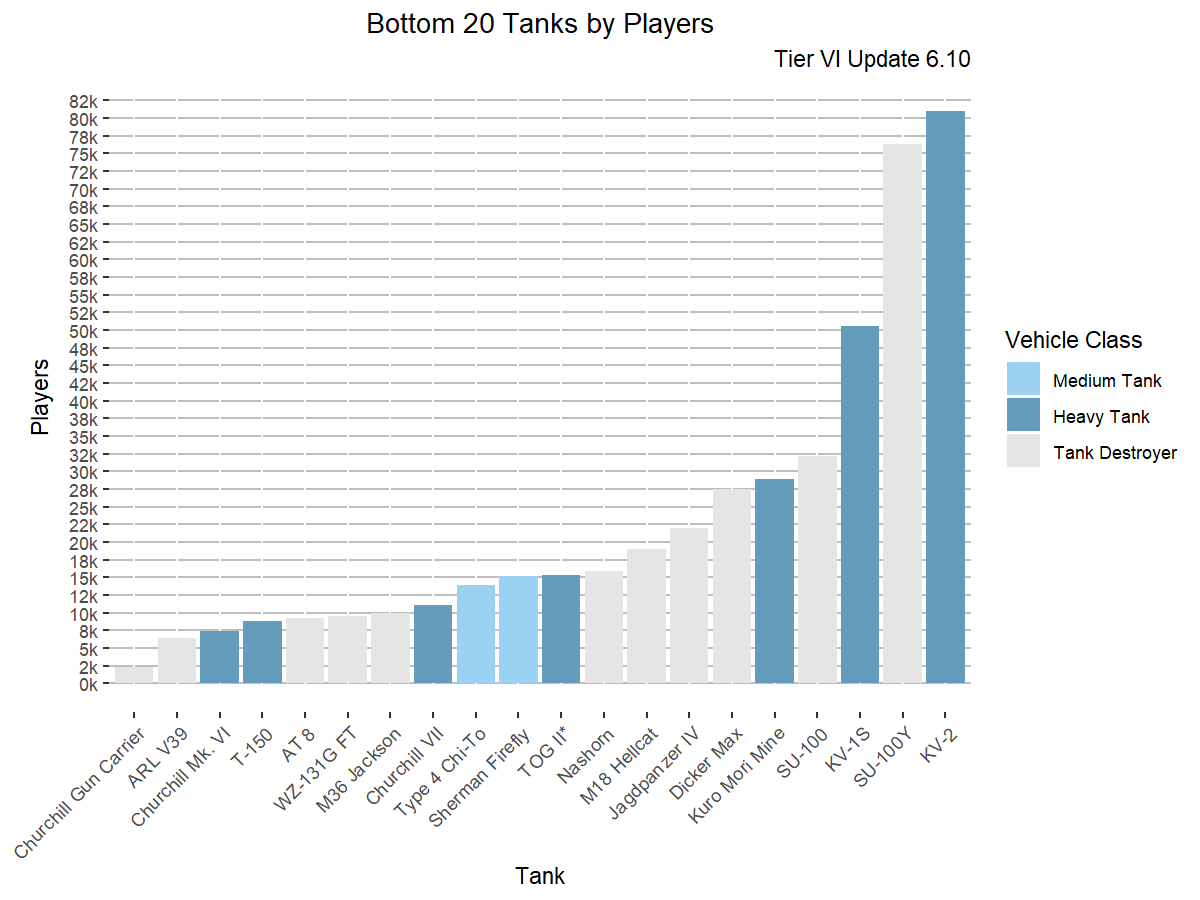 Bottom 20 Tanks by Players
Tier VI Update 6.10
82k
80k
78k
75k
72k
70k
68k
65k
62k
60k
58k
55k
52k
50k
48k
45k
42k
40k
38k
35k
32k
30k
28k
25k
22k
20k
18k
15k
12k
10k
8k
5k
2k
0k
Players
Churchill Gun Carrier
ARL V39
Churchill Mk. VI
T-150
AT 8
WZ-131G FT
M36 Jackson
Churchill VII
Type 4 Chi-To
Sherman Firefly
TOG II*
Nashorn
M18 Hellcat
Jagdpanzer IV
Dicker Max
Kuro Mori Mine
SU-100
KV-1S
SU-100Y
KV-2
Tank
Vehicle Class
Medium Tank
Heavy Tank
Tank Destroyer